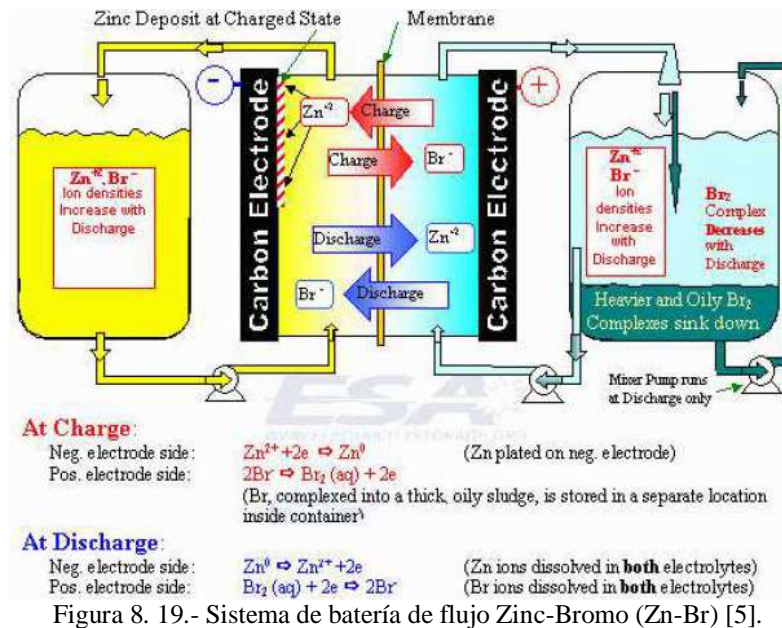 Zinc Deposit at Charged State
Membrane
−
+
Carbon Electrode
Carbon Electrode
Zn⁺²
Charge
Charge
Br⁻
Discharge
Zn⁺²
Br⁻
Discharge
Zn⁺², Br⁻
Ion densities
Increase with
Discharge
Zn⁺²
Br⁻
Ion
densities
Increase
with
Discharge
Br₂
Complex
Decreases
with
Discharge
Heavier and Oily Br₂
Complexes sink down
Mixer Pump runs
at Discharge only
ESA
At Charge:
Neg. electrode side: Zn²⁺ +2e ⇨ Zn⁰ (Zn plated on neg. electrode)
Pos. electrode side: 2Br⁻ ⇨ Br₂ (aq) + 2e
(Br, complexed into a thick, oily sludge, is stored in a separate location
inside container)
At Discharge:
Neg. electrode side: Zn⁰ ⇨ Zn²⁺ +2e (Zn ions dissolved in both electrolytes)
Pos. electrode side: Br₂ (aq) + 2e ⇨ 2Br⁻ (Br ions dissolved in both electrolytes)
Figura 8. 19.- Sistema de batería de flujo Zinc-Bromo (Zn-Br) [5].